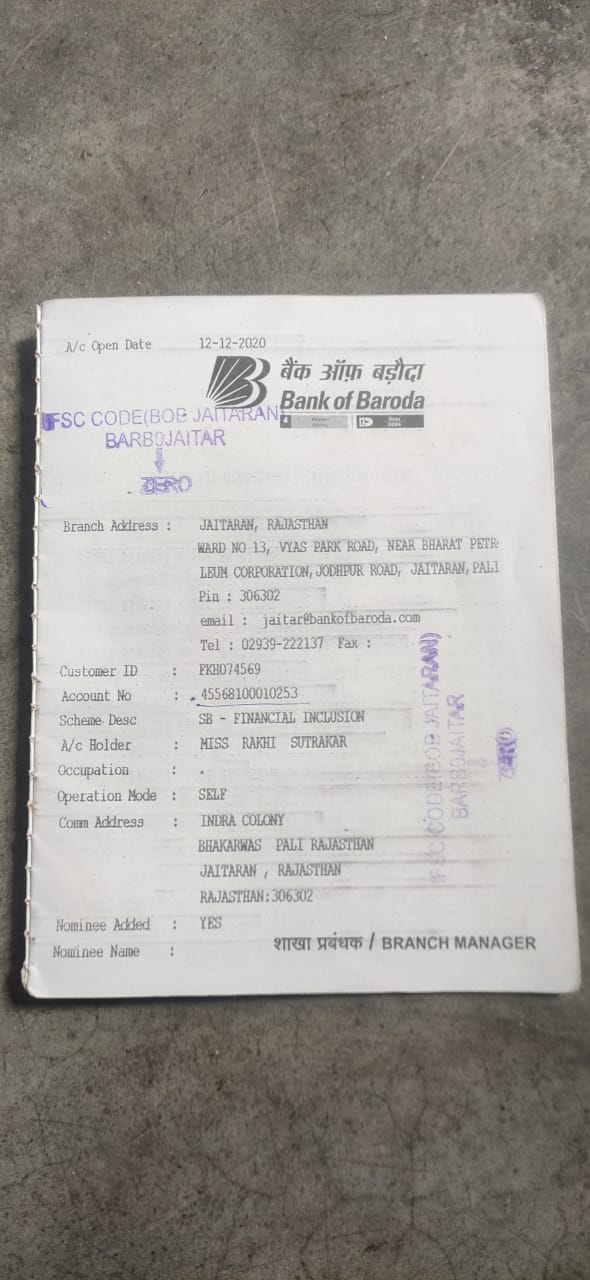 A/c Open Date 12-12-2020
बैंक ऑफ़ बड़ौदा
Bank of Baroda
IFSC CODE(BOB JAITARAN)
BARB0JAITAR
ZERO
Branch Address : JAITARAN, RAJASTHAN
WARD NO 13, VYAS PARK ROAD, NEAR BHARAT PETR
LEUM CORPORATION, JODHPUR ROAD, JAITARAN, PALI
Pin : 306302
email : jaitar@bankofbaroda.com
Tel : 02939-222137 Fax :
Customer ID : FKH074569
Account No : 45568100010253
Scheme Desc SB - FINANCIAL INCLUSION
A/c Holder : MISS RAKHI SUTRAKAR
Occupation : .
Operation Mode : SELF
Comm Address : INDRA COLONY
BHAKARWAS PALI RAJASTHAN
JAITARAN , RAJASTHAN
RAJASTHAN:306302
Nominee Added : YES
Nominee Name :
शाखा प्रबंधक / BRANCH MANAGER
IFSC CODE(BOB JAITARAN)
BARB0JAITAR
ZERO